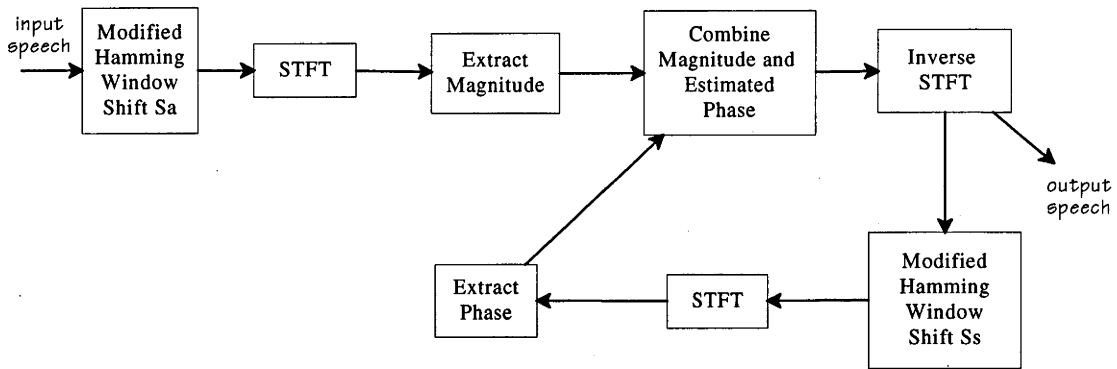 input
speech
Modified
Hamming
Window
Shift Sa
STFT
Extract
Magnitude
Combine
Magnitude and
Estimated
Phase
Inverse
STFT
output
speech
Modified
Hamming
Window
Shift Ss
STFT
Extract
Phase